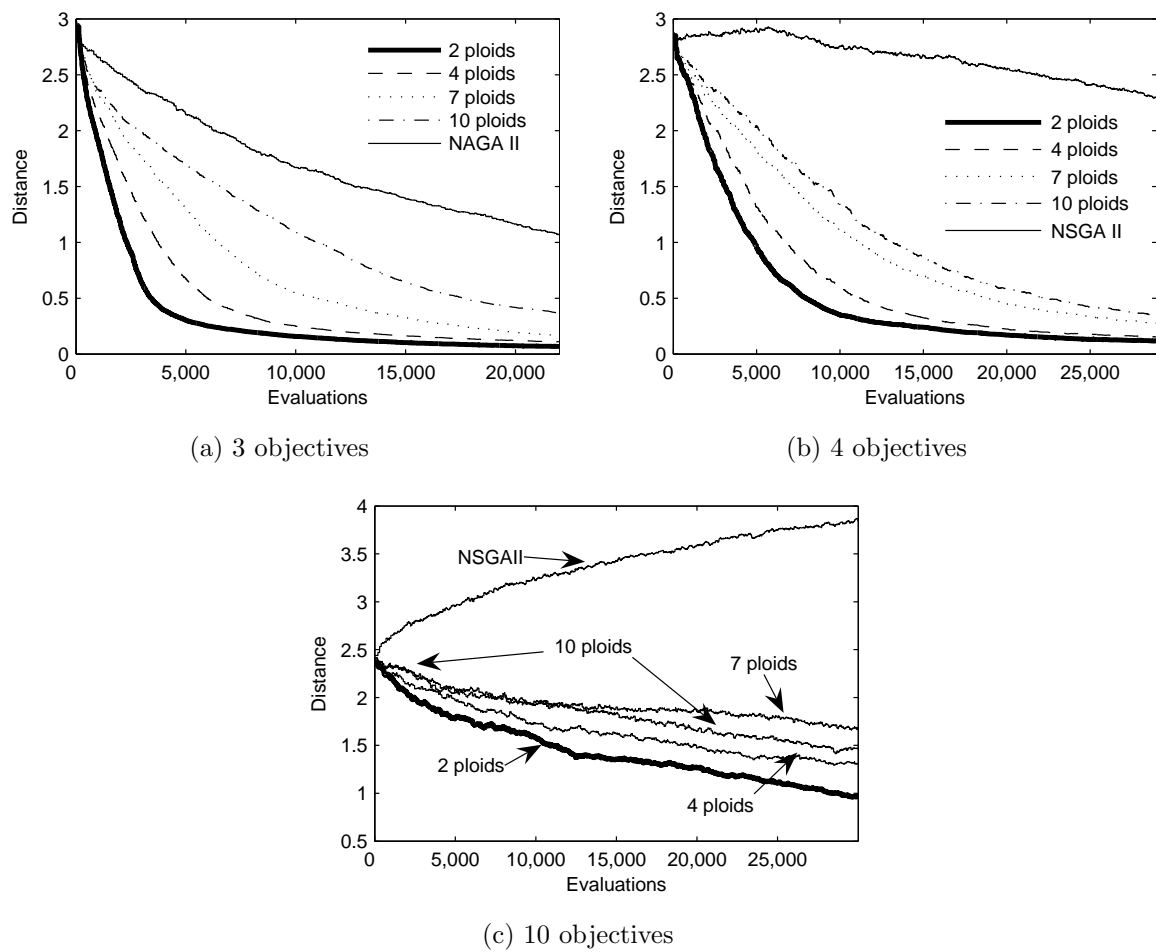 3
2.5
2
1.5
1
0.5
0
Distance
2 ploids
4 ploids
7 ploids
10 ploids
NAGA II
0 5,000 10,000 15,000 20,000
Evaluations
(a) 3 objectives
3
2.5
2
1.5
1
0.5
0
Distance
2 ploids
4 ploids
7 ploids
10 ploids
NSGA II
0 5,000 10,000 15,000 20,000 25,000
Evaluations
(b) 4 objectives
4
3.5
3
2.5
2
1.5
1
0.5
Distance
NSGAII
10 ploids
7 ploids
2 ploids
4 ploids
0 5,000 10,000 15,000 20,000 25,000
Evaluations
(c) 10 objectives